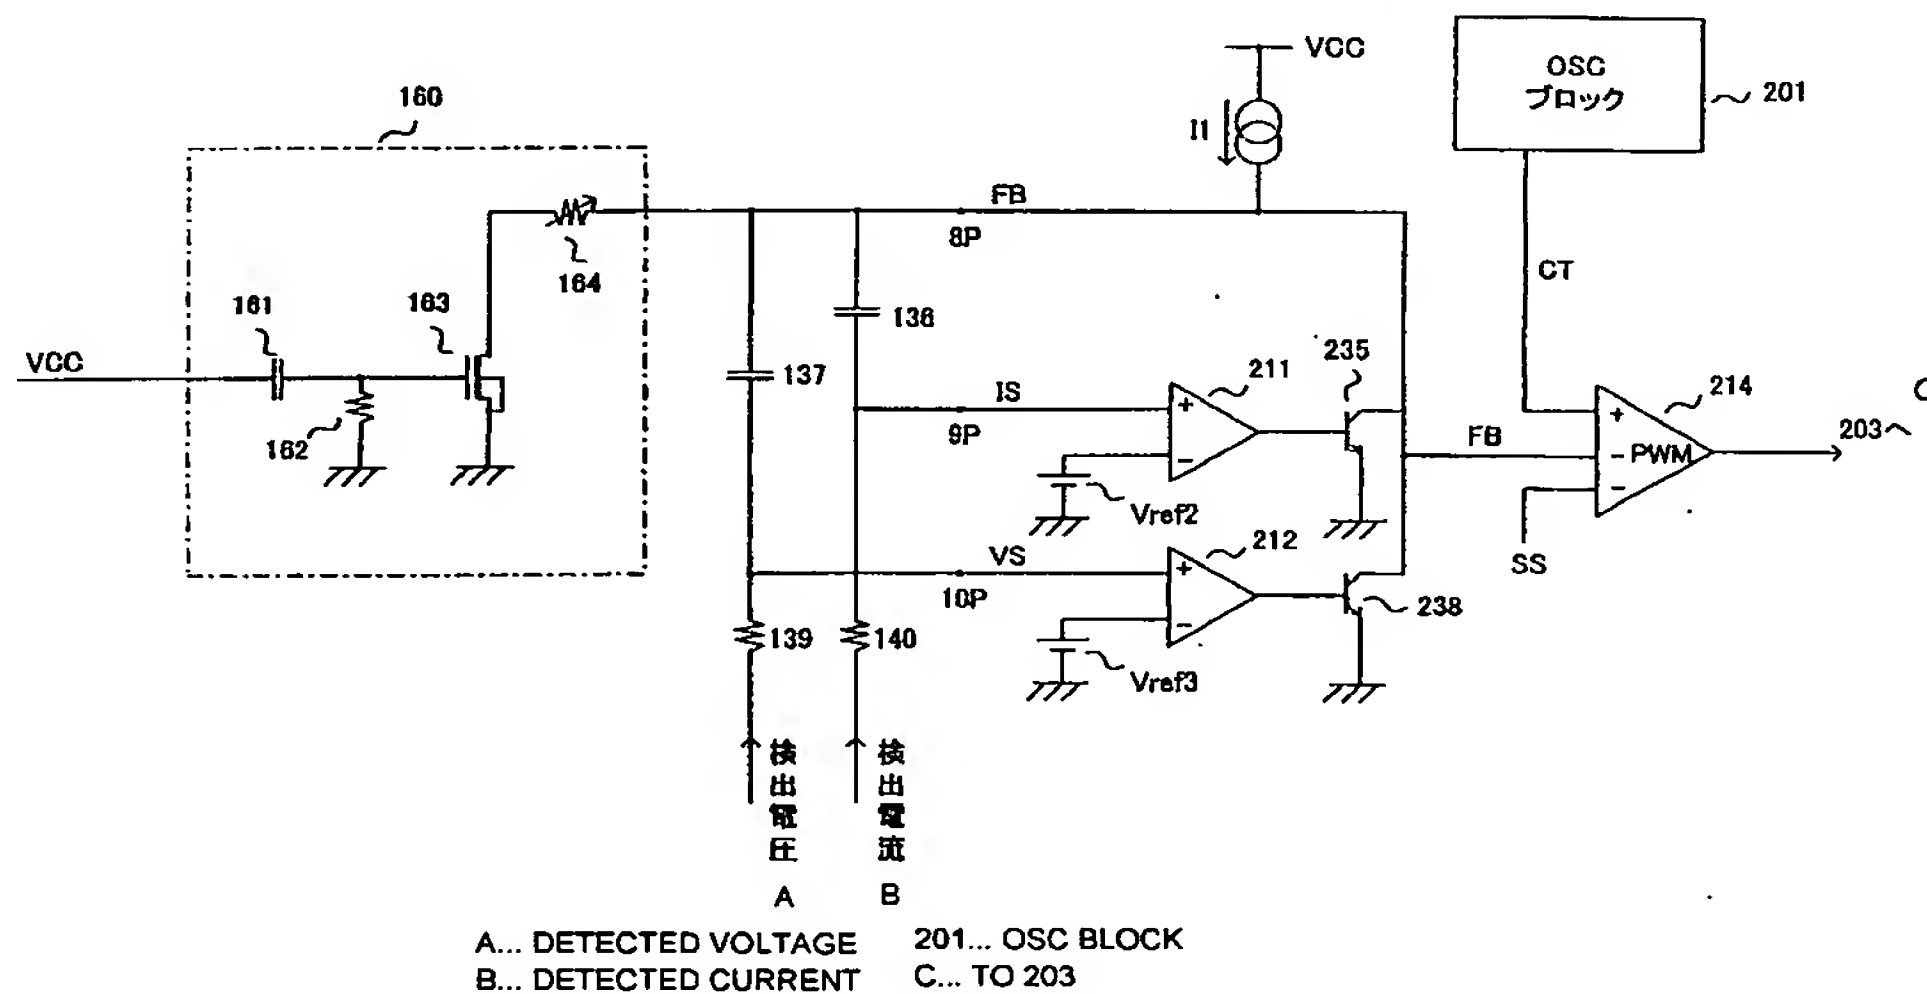 VCC
OSC
ブロック
201
160
I1
FB
8P
164
CT
161
163
136
VCC
137
235
211
214
IS
9P
203
C
162
FB
+
-
+
-
PWM
-
Vref2
212
VS
SS
10P
+
238
139
140
-
Vref3
検出電圧
検出電流
A
B
A... DETECTED VOLTAGE
201... OSC BLOCK
B... DETECTED CURRENT
C... TO 203